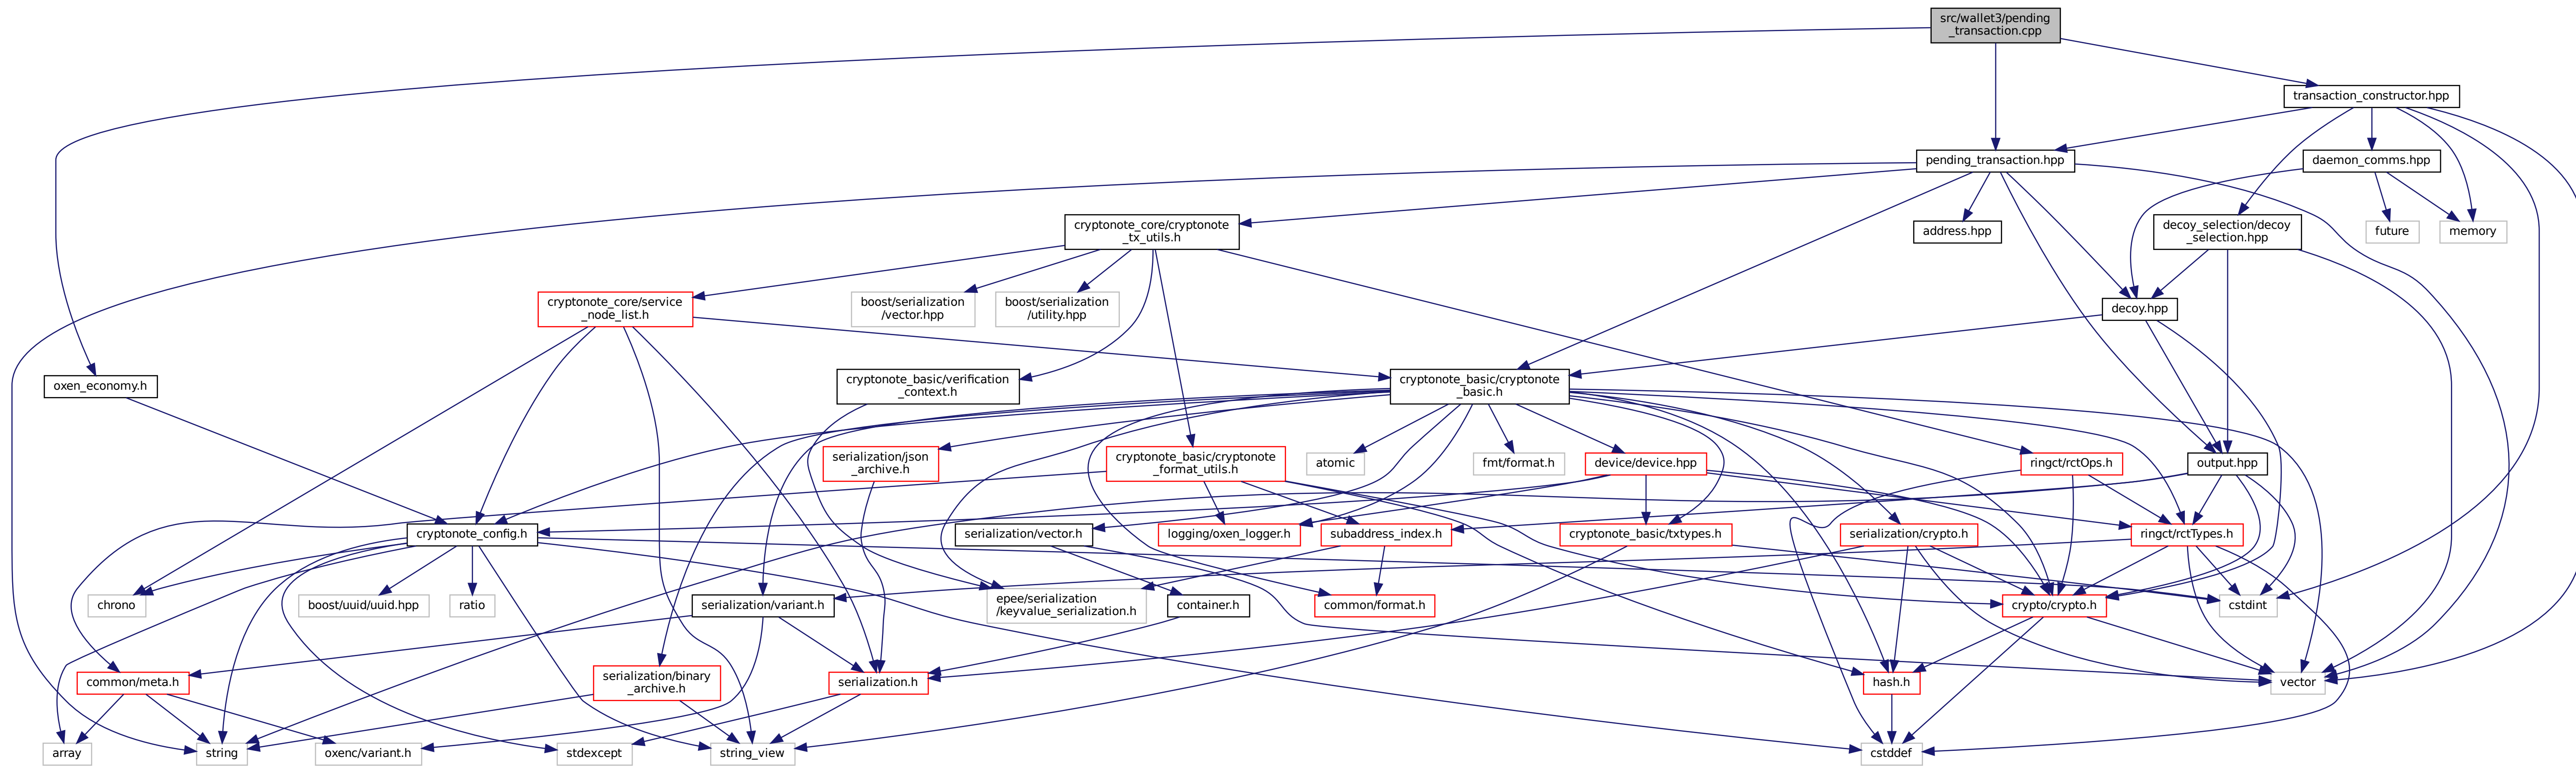 src/wallet3/pending
_transaction.cpp
transaction_constructor.hpp
pending_transaction.hpp
daemon_comms.hpp
cryptonote_core/cryptonote
_tx_utils.h
address.hpp
decoy_selection/decoy
_selection.hpp
future
memory
cryptonote_core/service
_node_list.h
boost/serialization
/vector.hpp
boost/serialization
/utility.hpp
decoy.hpp
oxen_economy.h
cryptonote_basic/verification
_context.h
cryptonote_basic/cryptonote
_basic.h
serialization/json
_archive.h
cryptonote_basic/cryptonote
_format_utils.h
atomic
fmt/format.h
device/device.hpp
ringct/rctOps.h
output.hpp
cryptonote_config.h
serialization/vector.h
logging/oxen_logger.h
subaddress_index.h
cryptonote_basic/txtypes.h
serialization/crypto.h
ringct/rctTypes.h
chrono
boost/uuid/uuid.hpp
ratio
serialization/variant.h
epee/serialization
/keyvalue_serialization.h
container.h
common/format.h
crypto/crypto.h
cstdint
common/meta.h
serialization/binary
_archive.h
serialization.h
hash.h
vector
array
string
oxenc/variant.h
stdexcept
string_view
cstddef